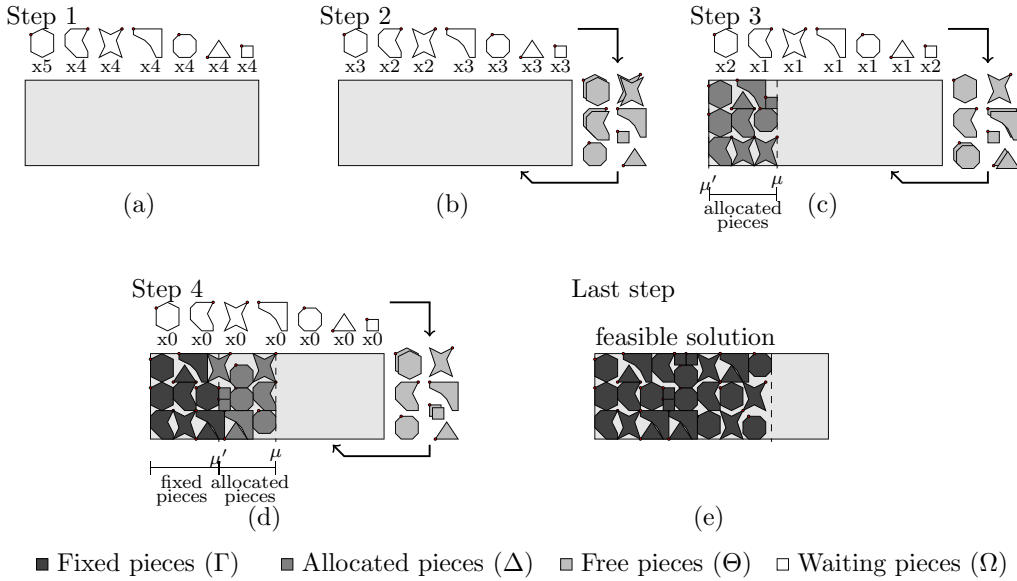 Step 1
x5 x4 x4 x4 x4 x4 x4
(a)
Step 2
x3 x2 x2 x3 x3 x3 x3
(b)
Step 3
x2 x1 x1 x1 x1 x1 x2
μ′ μ
allocated
pieces
(c)
Step 4
x0 x0 x0 x0 x0 x0 x0
μ′ μ
fixed
pieces
allocated
pieces
(d)
Last step
feasible solution
(e)
Fixed pieces (Γ) Allocated pieces (Δ) Free pieces (Θ) Waiting pieces (Ω)